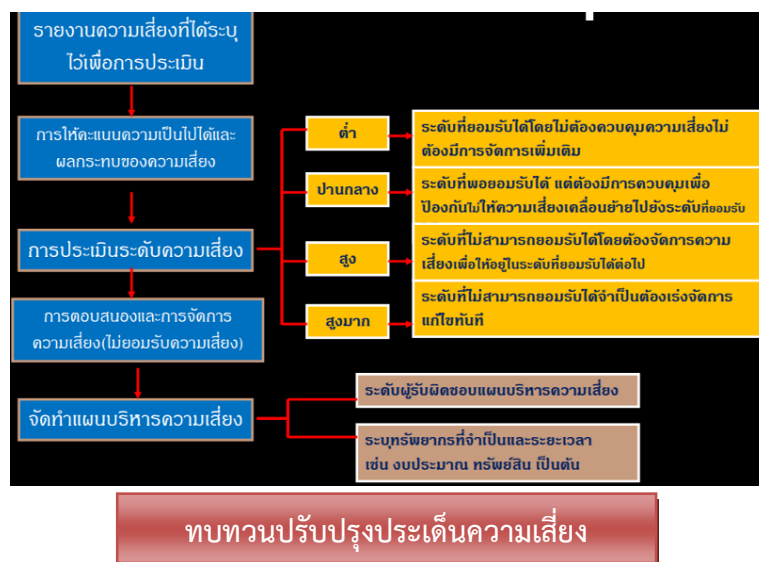 รายงานความเสี่ยงที่ได้ระบุ
ไว้เพื่อการประเมิน
การให้คะแนนความเป็นไปได้และ
ผลกระทบของความเสี่ยง
การประเมินระดับความเสี่ยง
ต่ำ
ระดับที่ยอมรับได้โดยไม่ต้องควบคุมความเสี่ยงไม่
ต้องมีการจัดการเพิ่มเติม
ปานกลาง
ระดับที่พอยอมรับได้ แต่ต้องมีการควบคุมเพื่อ
ป้องกันไม่ให้ความเสี่ยงเคลื่อนย้ายไปยังระดับที่ยอมรับ
สูง
ระดับที่ไม่สามารถยอมรับได้โดยต้องจัดการความ
เสี่ยงเพื่อให้อยู่ในระดับที่ยอมรับได้ต่อไป
สูงมาก
ระดับที่ไม่สามารถยอมรับได้จำเป็นต้องเร่งจัดการ
แก้ไขทันที
การตอบสนองและการจัดการ
ความเสี่ยง(ไม่ยอมรับความเสี่ยง)
จัดทำแผนบริหารความเสี่ยง
ระดับผู้รับผิดชอบแผนบริหารความเสี่ยง
ระบุทรัพยากรที่จำเป็นและระยะเวลา
เช่น งบประมาณ ทรัพย์สิน เป็นต้น
ทบทวนปรับปรุงประเด็นความเสี่ยง